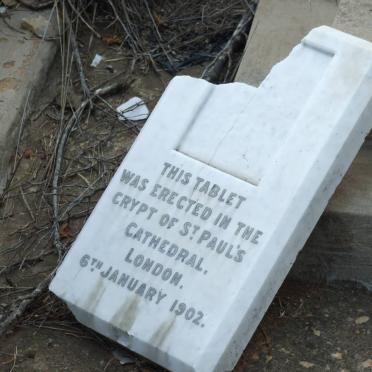 THIS TABLET
WAS ERECTED IN THE
CRYPT OF ST PAUL'S
CATHEDRAL,
LONDON.
6TH JANUARY 1902.